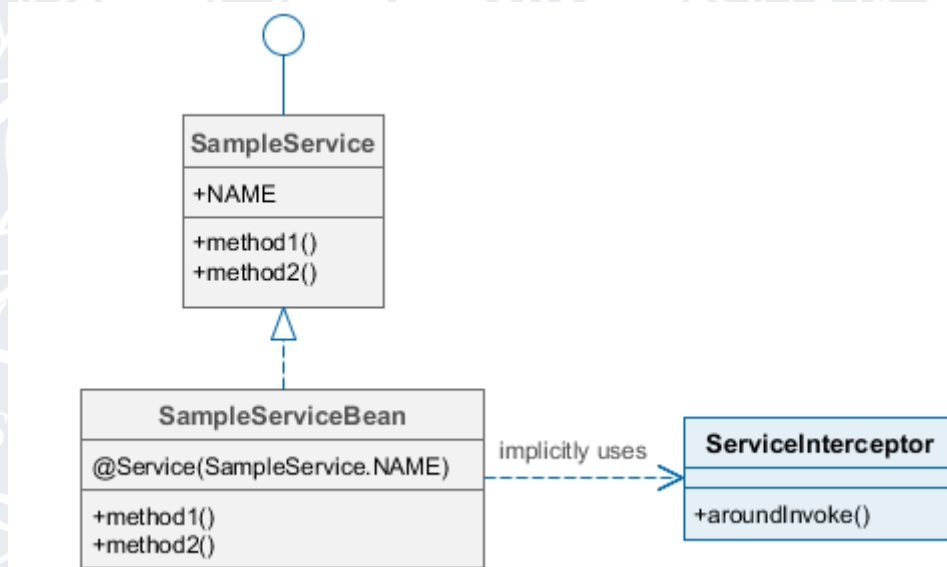 SampleService
+NAME
+method1()
+method2()
SampleServiceBean
@Service(SampleService.NAME)
+method1()
+method2()
implicitly uses
ServiceInterceptor
+aroundInvoke()